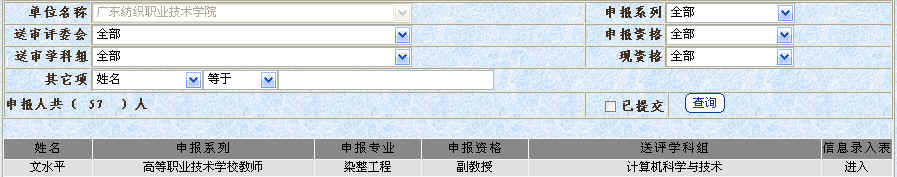 单位名称 广东纺织职业技术学院 申报系列 全部
送审评委会 全部 申报资格 全部
送审学科组 全部 现资格 全部
其它项 姓名 等于
申报人共（ 57 ）人 已提交 查询
姓名 申报系列 申报专业 申报资格 送评学科组 信息录入表
文水平 高等职业技术学校教师 染整工程 副教授 计算机科学与技术 进入